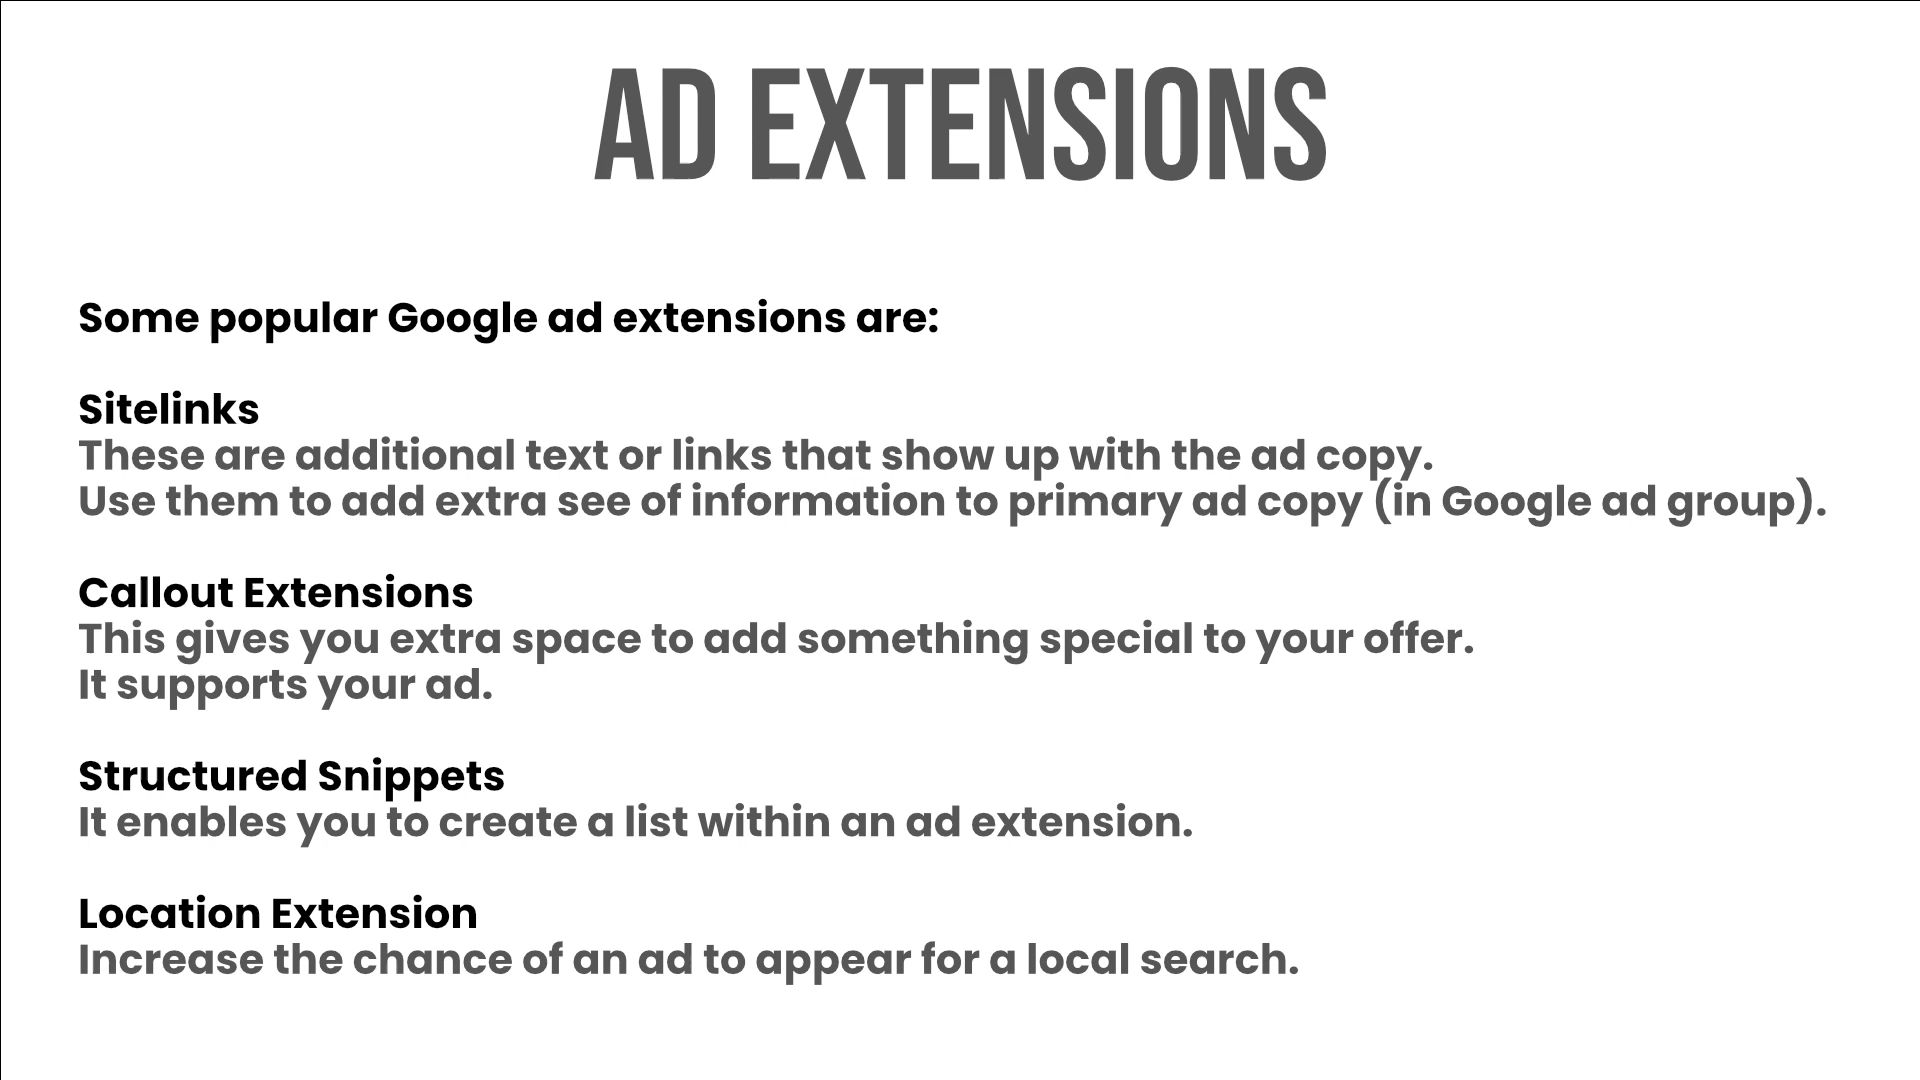 AD EXTENSIONS
Some popular Google ad extensions are:
Sitelinks
These are additional text or links that show up with the ad copy.
Use them to add extra see of information to primary ad copy (in Google ad group).
Callout Extensions
This gives you extra space to add something special to your offer.
It supports your ad.
Structured Snippets
It enables you to create a list within an ad extension.
Location Extension
Increase the chance of an ad to appear for a local search.